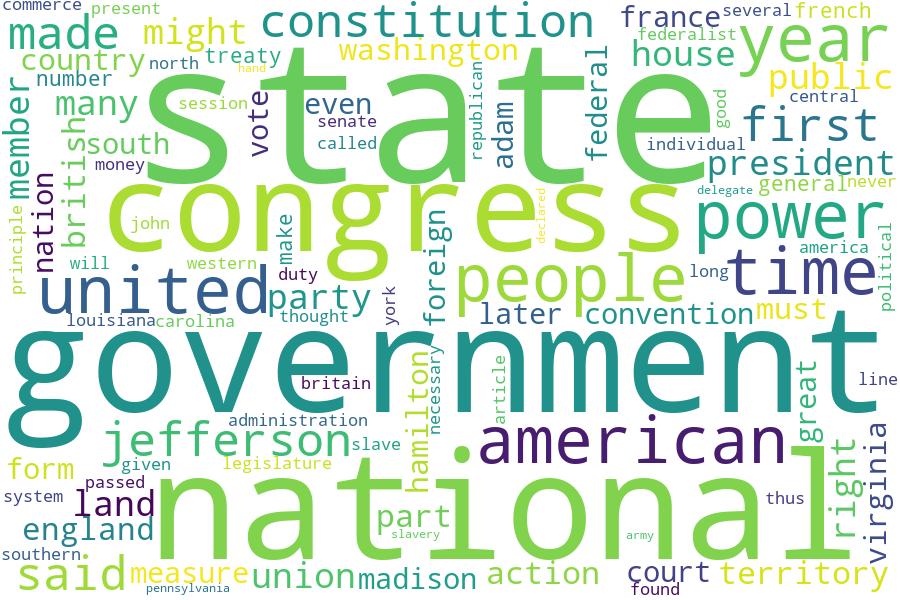 commerce
present
made
might
constitution
france
several
french
federalist
year
country
north
treaty
washington
house
number
hand
state
public
many
session
even
vote
senate
republican
adam
federal
good
central
first
member
british
south
called
individual
president
money
congress
delegate
general
never
nation
principle
john
declared
power
america
political
will
western
make
foreign
people
long
time
united
duty
party
york
later
convention
must
louisiana
carolina
thought
government
britain
hamilton
necessary
article
great
line
administration
american
jefferson
slave
form
given
legislature
national
right
virginia
system
passed
land
part
thus
england
slavery
army
southern
said
measure
union
madison
action
court
territory
pennsylvania
found